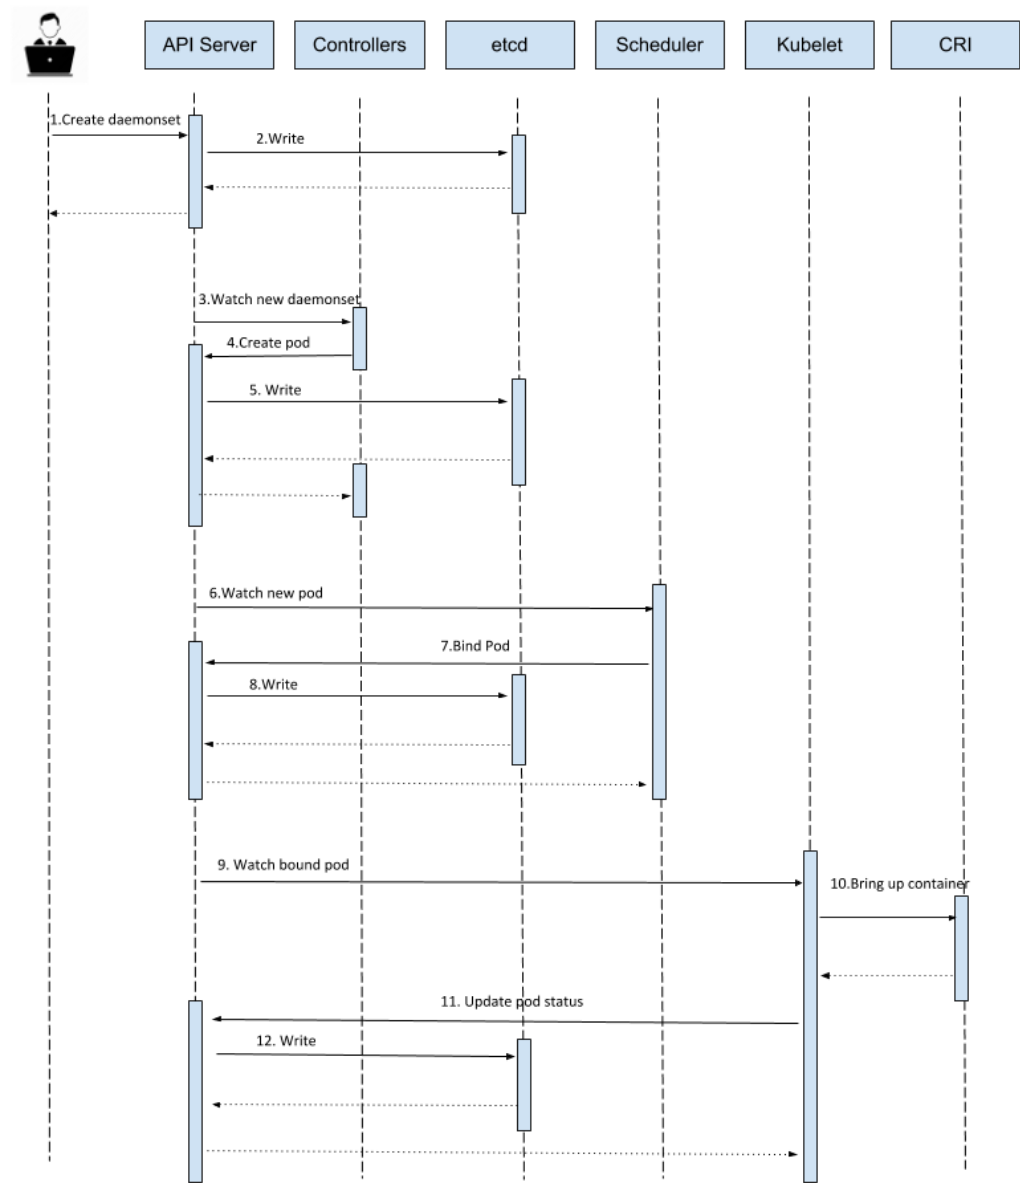 API Server
Controllers
etcd
Scheduler
Kubelet
CRI
1.Create daemonset
2.Write
3.Watch new daemonset
4.Create pod
5. Write
6.Watch new pod
7.Bind Pod
8.Write
9. Watch bound pod
10.Bring up container
11. Update pod status
12. Write